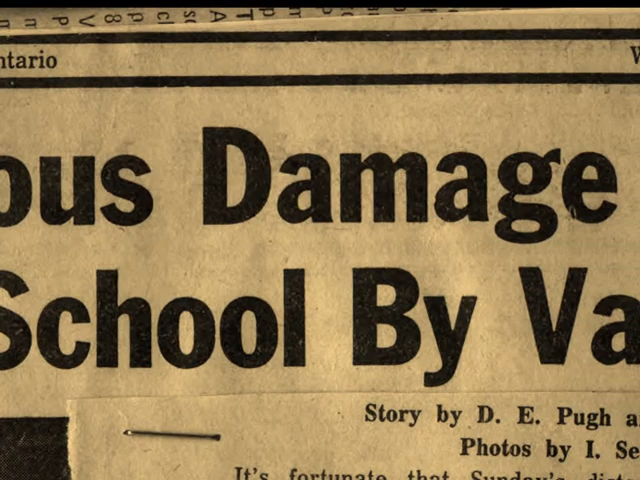 ntario W
ous Damage
School By Va
Story by D. E. Pugh a
Photos by I. Se
It's fortunate that Sunday's